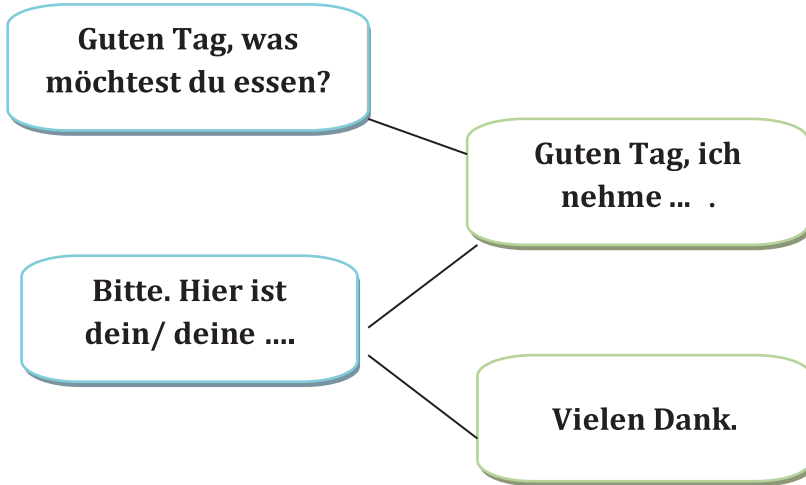 Guten Tag, was
möchtest du essen?
Guten Tag, ich
nehme ... .
Bitte. Hier ist
dein/ deine ....
Vielen Dank.